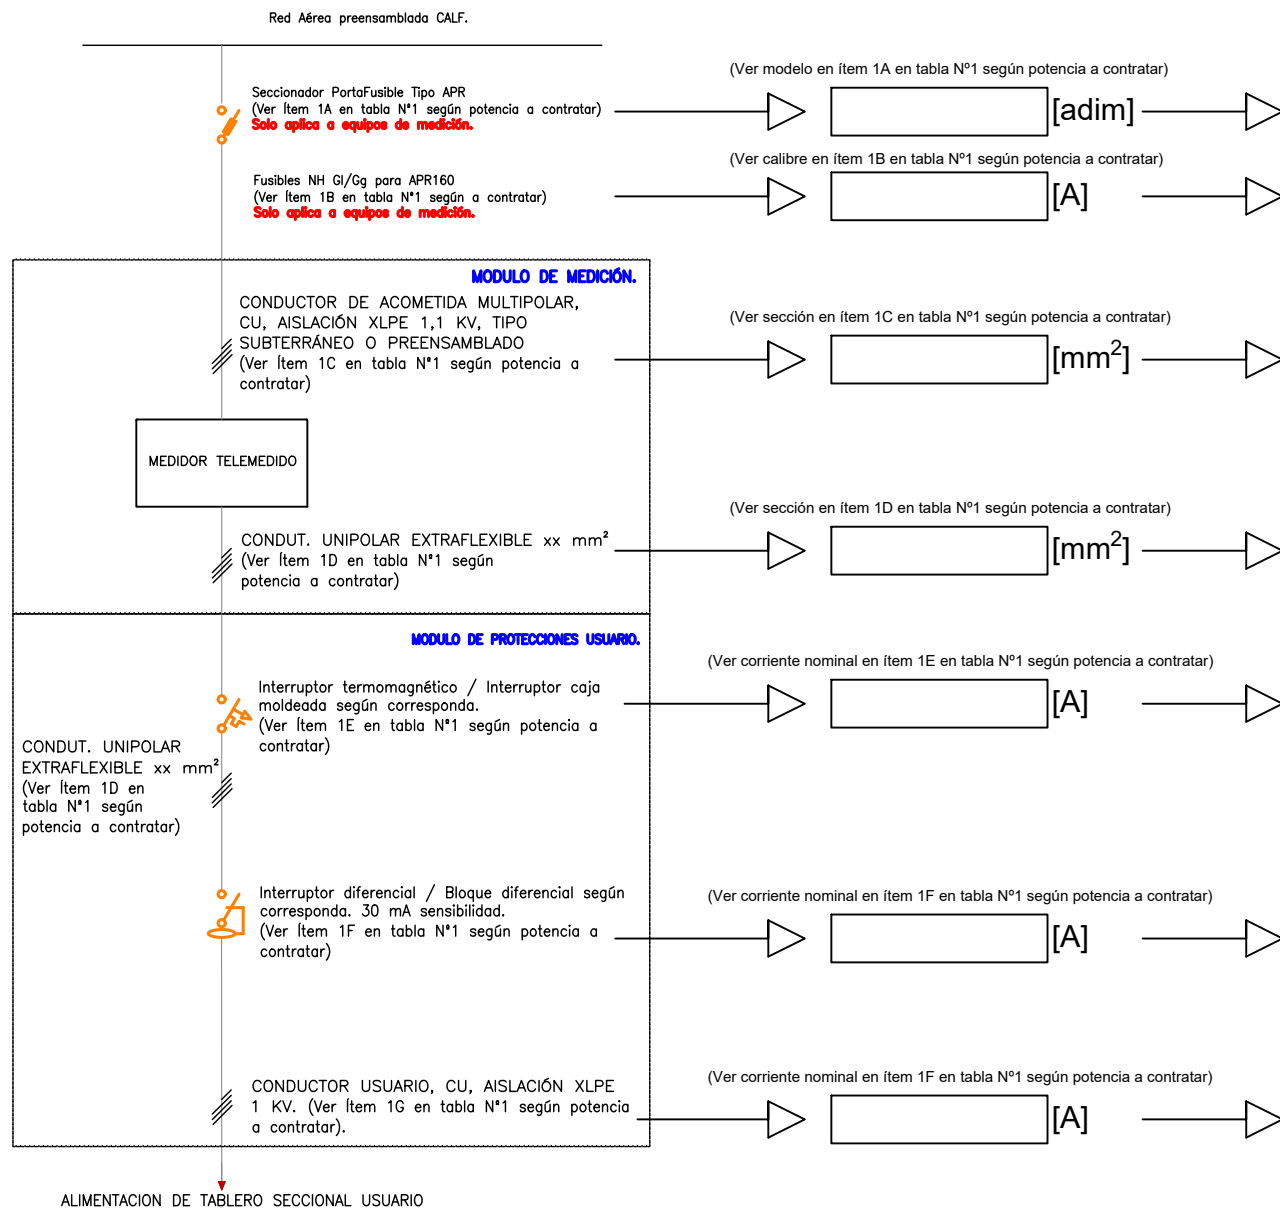 Red Aérea preensamblada CALF.
Seccionador PortaFusible Tipo APR
(Ver Ítem 1A en tabla N°1 según potencia a contratar)
Solo aplica a equipos de medición.
(Ver modelo en ítem 1A en tabla Nº1 según potencia a contratar)
[adim]
Fusibles NH Gl/Gg para APR160
(Ver Ítem 1B en tabla N°1 según a contratar)
Solo aplica a equipos de medición.
(Ver calibre en ítem 1B en tabla Nº1 según potencia a contratar)
[A]
MODULO DE MEDICIÓN.
CONDUCTOR DE ACOMETIDA MULTIPOLAR,
CU, AISLACIÓN XLPE 1,1 KV, TIPO
SUBTERRÁNEO O PREENSAMBLADO
(Ver Ítem 1C en tabla N°1 según potencia a
contratar)
(Ver sección en ítem 1C en tabla Nº1 según potencia a contratar)
[mm²]
MEDIDOR TELEMEDIDO
CONDUT. UNIPOLAR EXTRAFLEXIBLE xx mm²
(Ver Ítem 1D en tabla N°1 según
potencia a contratar)
(Ver sección en ítem 1D en tabla Nº1 según potencia a contratar)
[mm²]
MODULO DE PROTECCIONES USUARIO.
Interruptor termomagnético / Interruptor caja
moldeada según corresponda.
(Ver Ítem 1E en tabla N°1 según potencia a
contratar)
(Ver corriente nominal en ítem 1E en tabla Nº1 según potencia a contratar)
[A]
CONDUT. UNIPOLAR
EXTRAFLEXIBLE xx mm²
(Ver Ítem 1D en
tabla N°1 según
potencia a contratar)
Interruptor diferencial / Bloque diferencial según
corresponda. 30 mA sensibilidad.
(Ver Ítem 1F en tabla N°1 según potencia a
contratar)
(Ver corriente nominal en ítem 1F en tabla Nº1 según potencia a contratar)
[A]
CONDUCTOR USUARIO, CU, AISLACIÓN XLPE
1 KV. (Ver Ítem 1G en tabla N°1 según potencia
a contratar).
(Ver corriente nominal en ítem 1F en tabla Nº1 según potencia a contratar)
[A]
ALIMENTACION DE TABLERO SECCIONAL USUARIO